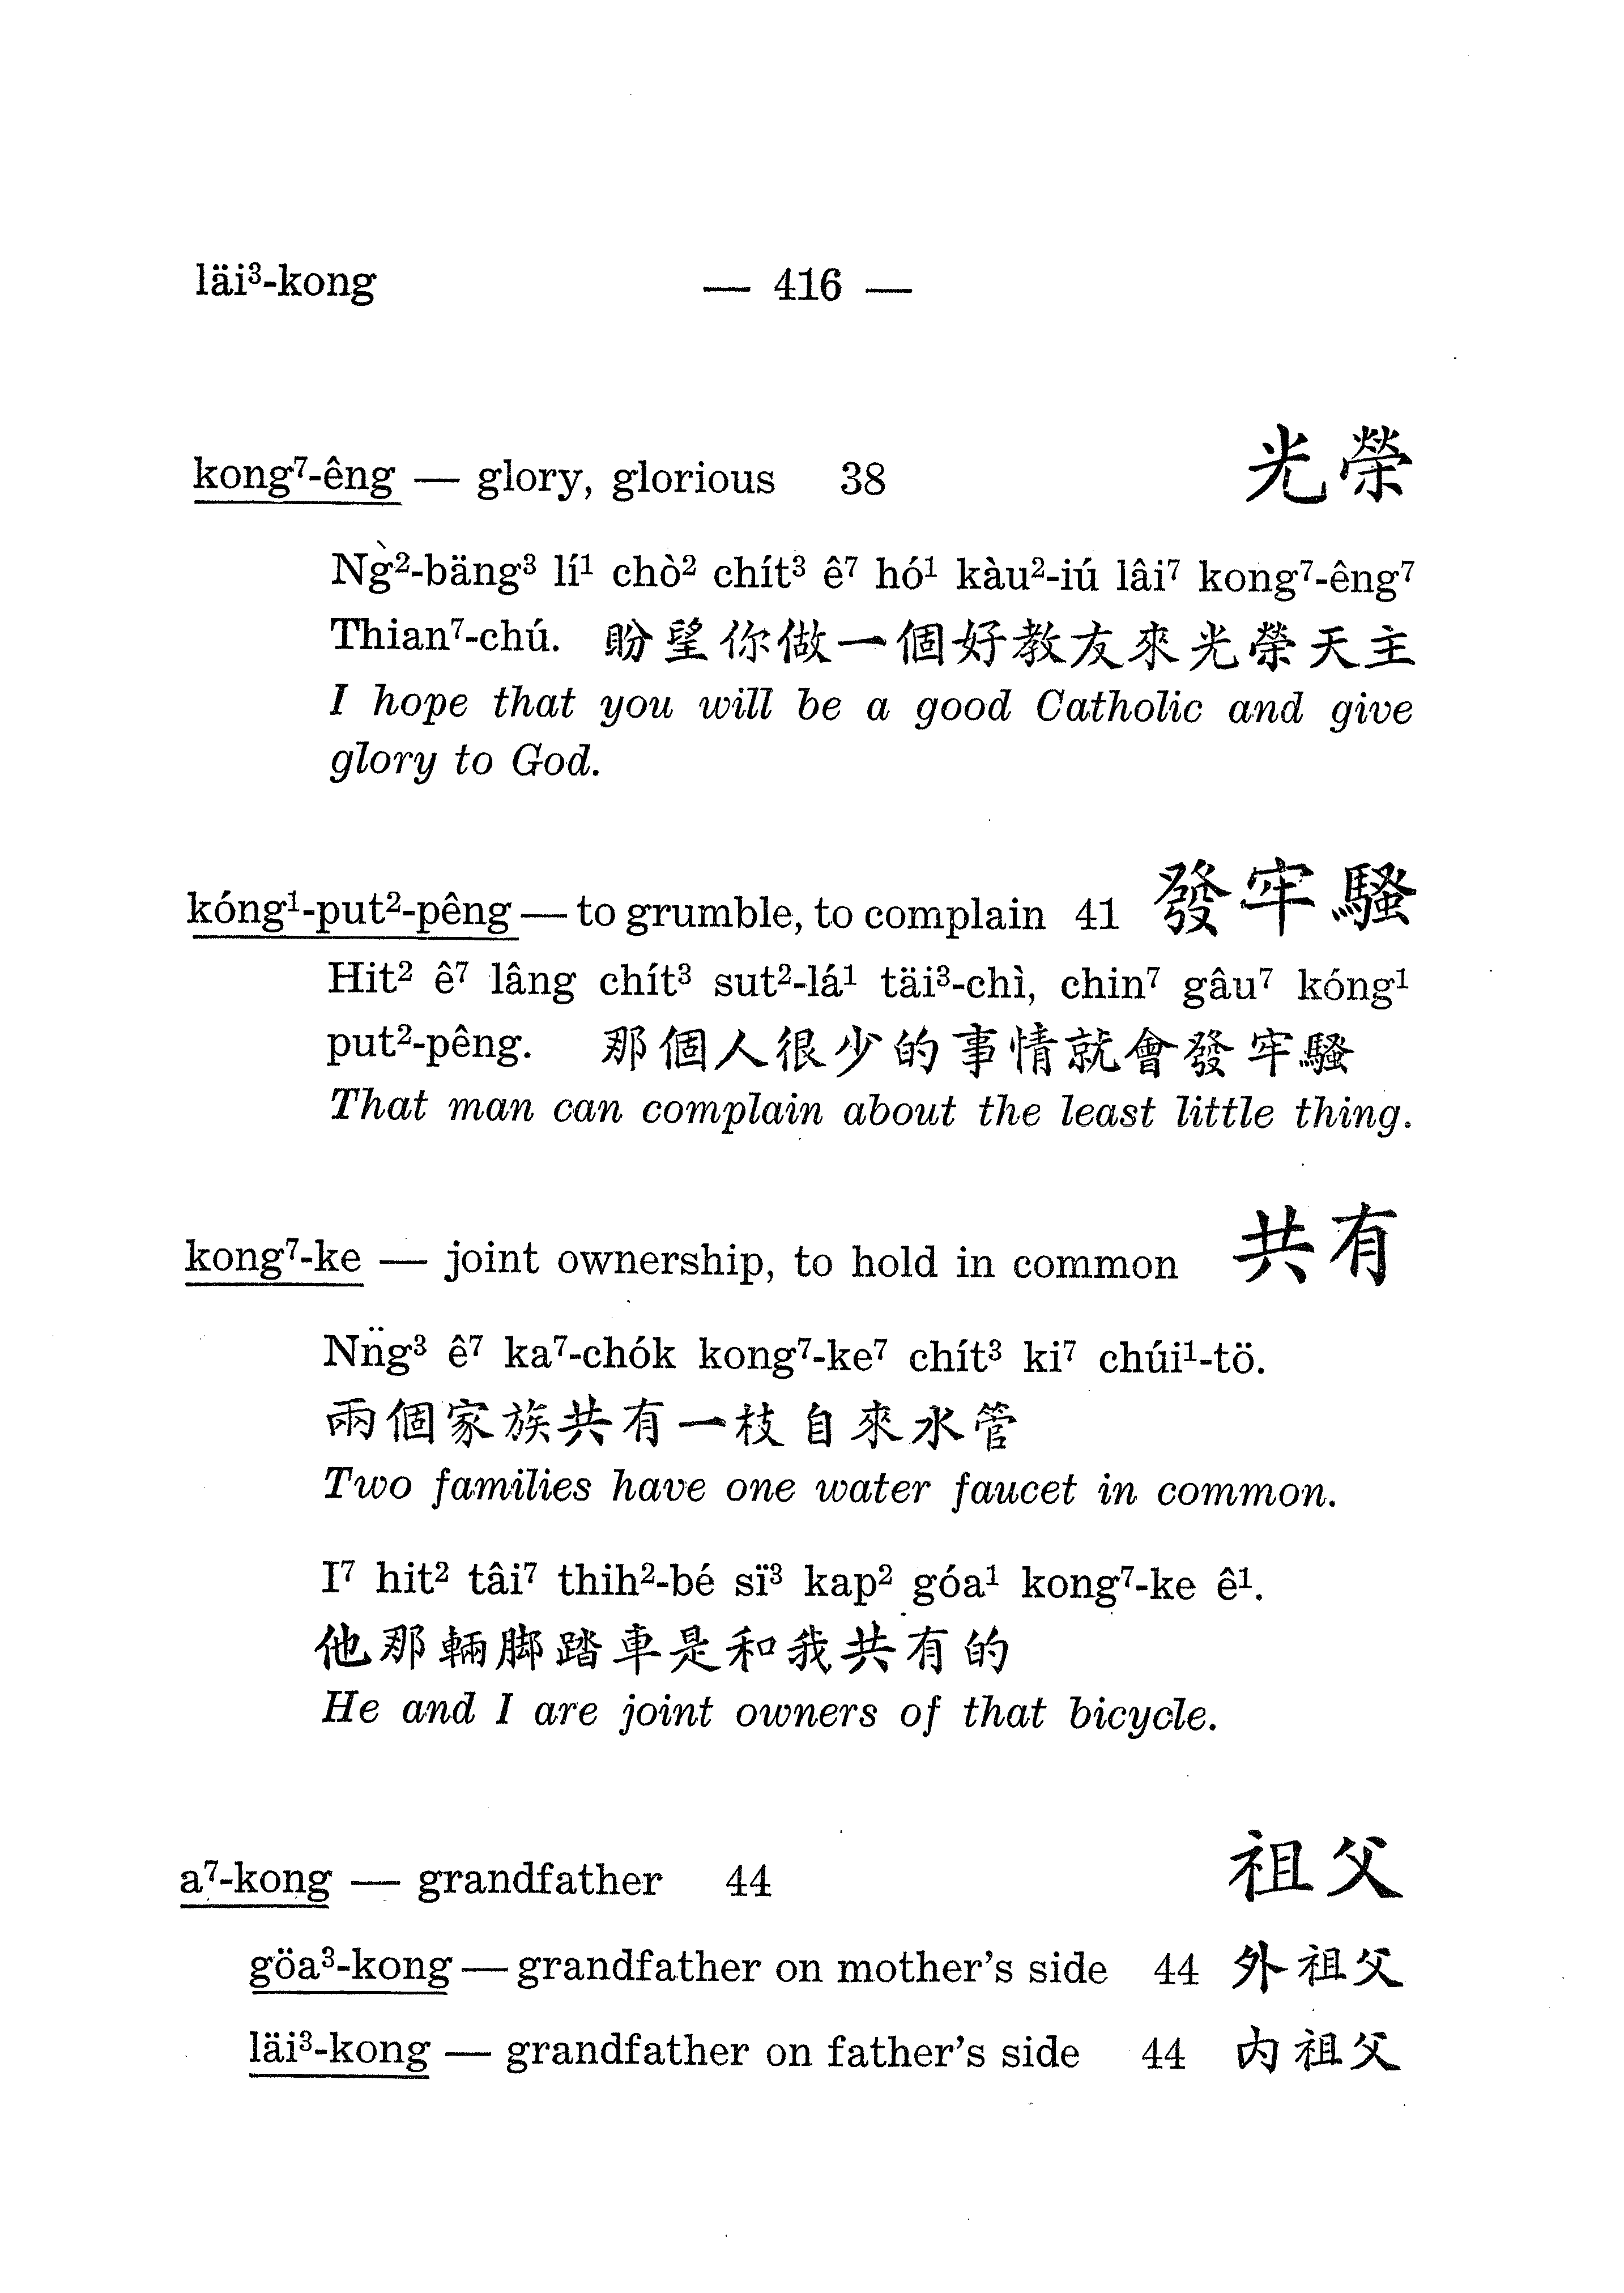 läi³-kong — 416 —
kong⁷-êng — glory, glorious 38 光榮
Ǹg²-bäng³ lí¹ chò² chít³ ê⁷ hó¹ kàu²-iú lâi⁷ kong⁷-êng⁷
Thian⁷-chú. 盼望你做一個好教友來光榮天主
I hope that you will be a good Catholic and give
glory to God.
kóng¹-put²-pêng — to grumble, to complain 41 發牢騷
Hit² ê⁷ lâng chít³ sut²-lá¹ täi³-chì, chin⁷ gâu⁷ kóng¹
put²-pêng. 那個人很少的事情就會發牢騷
That man can complain about the least little thing.
kong⁷-ke — joint ownership, to hold in common 共有
Nn̈g³ ê⁷ ka⁷-chók kong⁷-ke⁷ chít³ ki⁷ chúi¹-tö.
兩個家族共有一枝自來水管
Two families have one water faucet in common.
I⁷ hit² tâi⁷ thih²-bé sï³ kap² góa¹ kong⁷-ke ê¹.
他那輛脚踏車是和我共有的
He and I are joint owners of that bicycle.
a⁷-kong — grandfather 44 祖父
göa³-kong — grandfather on mother's side 44 外祖父
läi³-kong — grandfather on father's side 44 內祖父